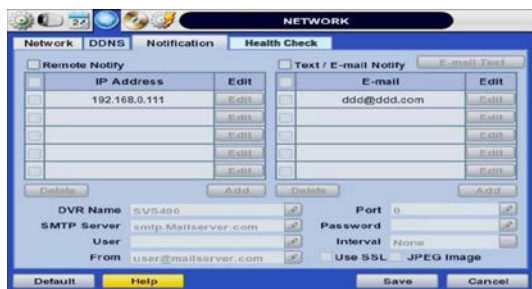 NETWORK
Network DDNS Notification Health Check
Remote Notify
Text / E-mail Notify E-mail Test
IP Address Edit
E-mail Edit
192.168.0.111 Edit
ddd@ddd.com Edit
Edit Edit
Edit Edit
Edit Edit
Edit Edit
Delete Add Delete Add
DVR Name SVS400 Port 0
SMTP Server smtp.Mailserver.com Password
User Interval None
From user@mailserver.com Use SSL JPEG Image
Default Help Save Cancel